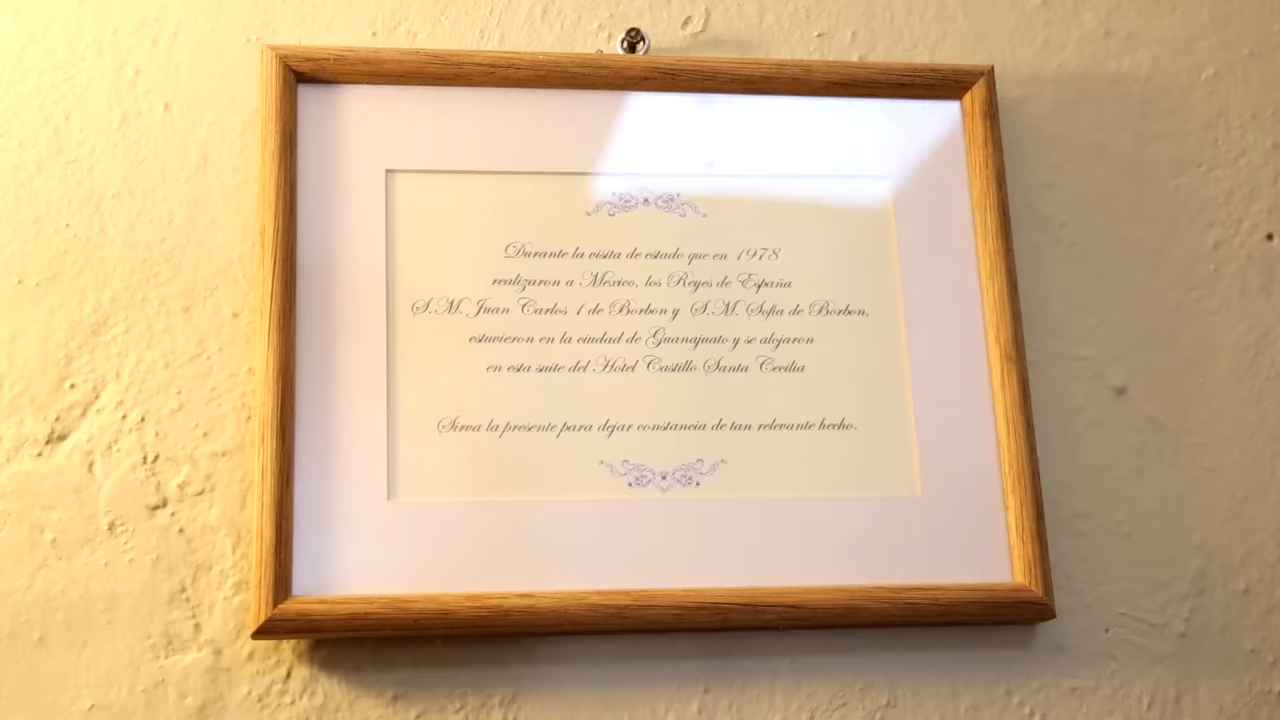 Durante la visita de estado que en 1978
realizaron a México, los Reyes de España
S.M. Juan Carlos 1 de Borbon y S.M. Sofia de Borbon,
estuvieron en la ciudad de Guanajuato y se alojaron
en esta suite del Hotel Castillo Santa Cecilia
Sirva la presente para dejar constancia de tan relevante hecho.